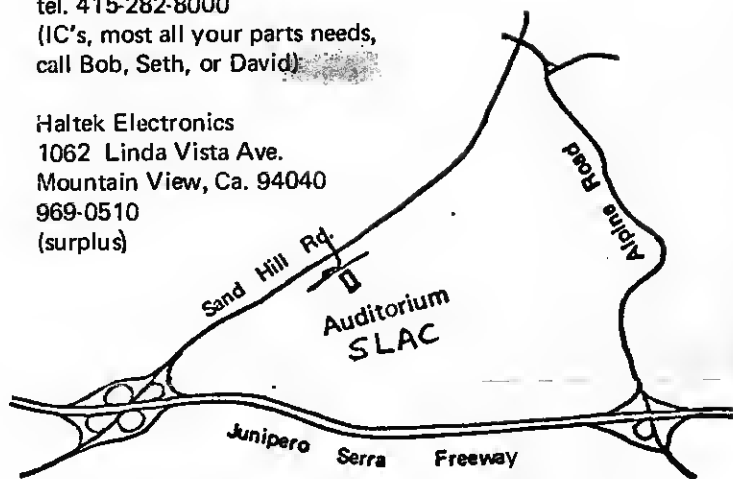 tel. 415-282-8000
(IC's, most all your parts needs,
call Bob, Seth, or David)
Haltek Electronics
1062 Linda Vista Ave.
Mountain View, Ca. 94040
969-0510
(surplus)
Sand Hill Rd.
Alpine Road
Auditorium
SLAC
Junipero Serra Freeway